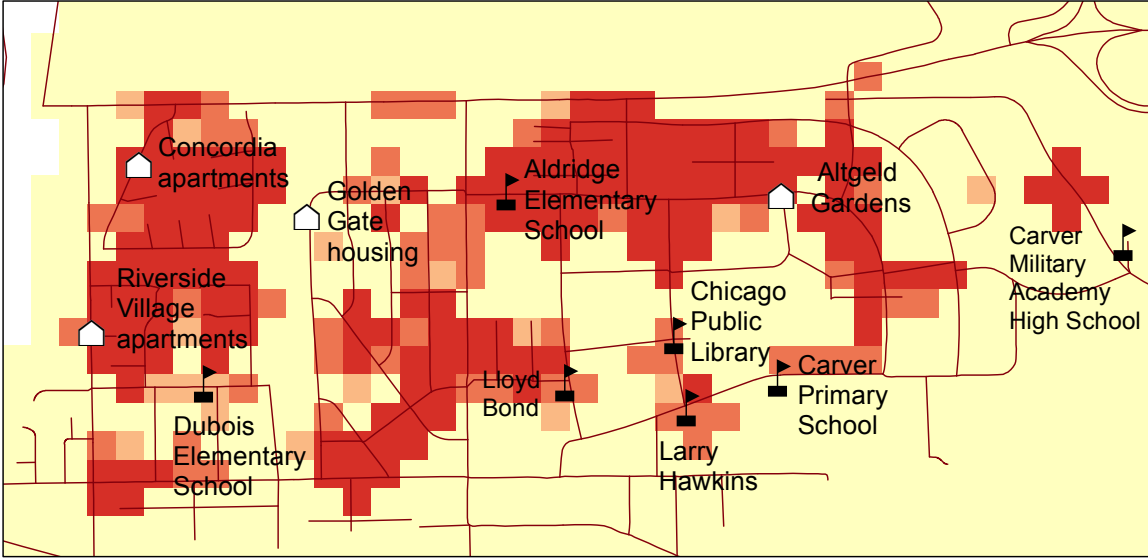 Concordia
apartments
Golden
Gate
housing
Aldridge
Elementary
School
Altgeld
Gardens
Carver
Military
Academy
High School
Riverside
Village
apartments
Chicago
Public
Library
Lloyd
Bond
Carver
Primary
School
Dubois
Elementary
School
Larry
Hawkins